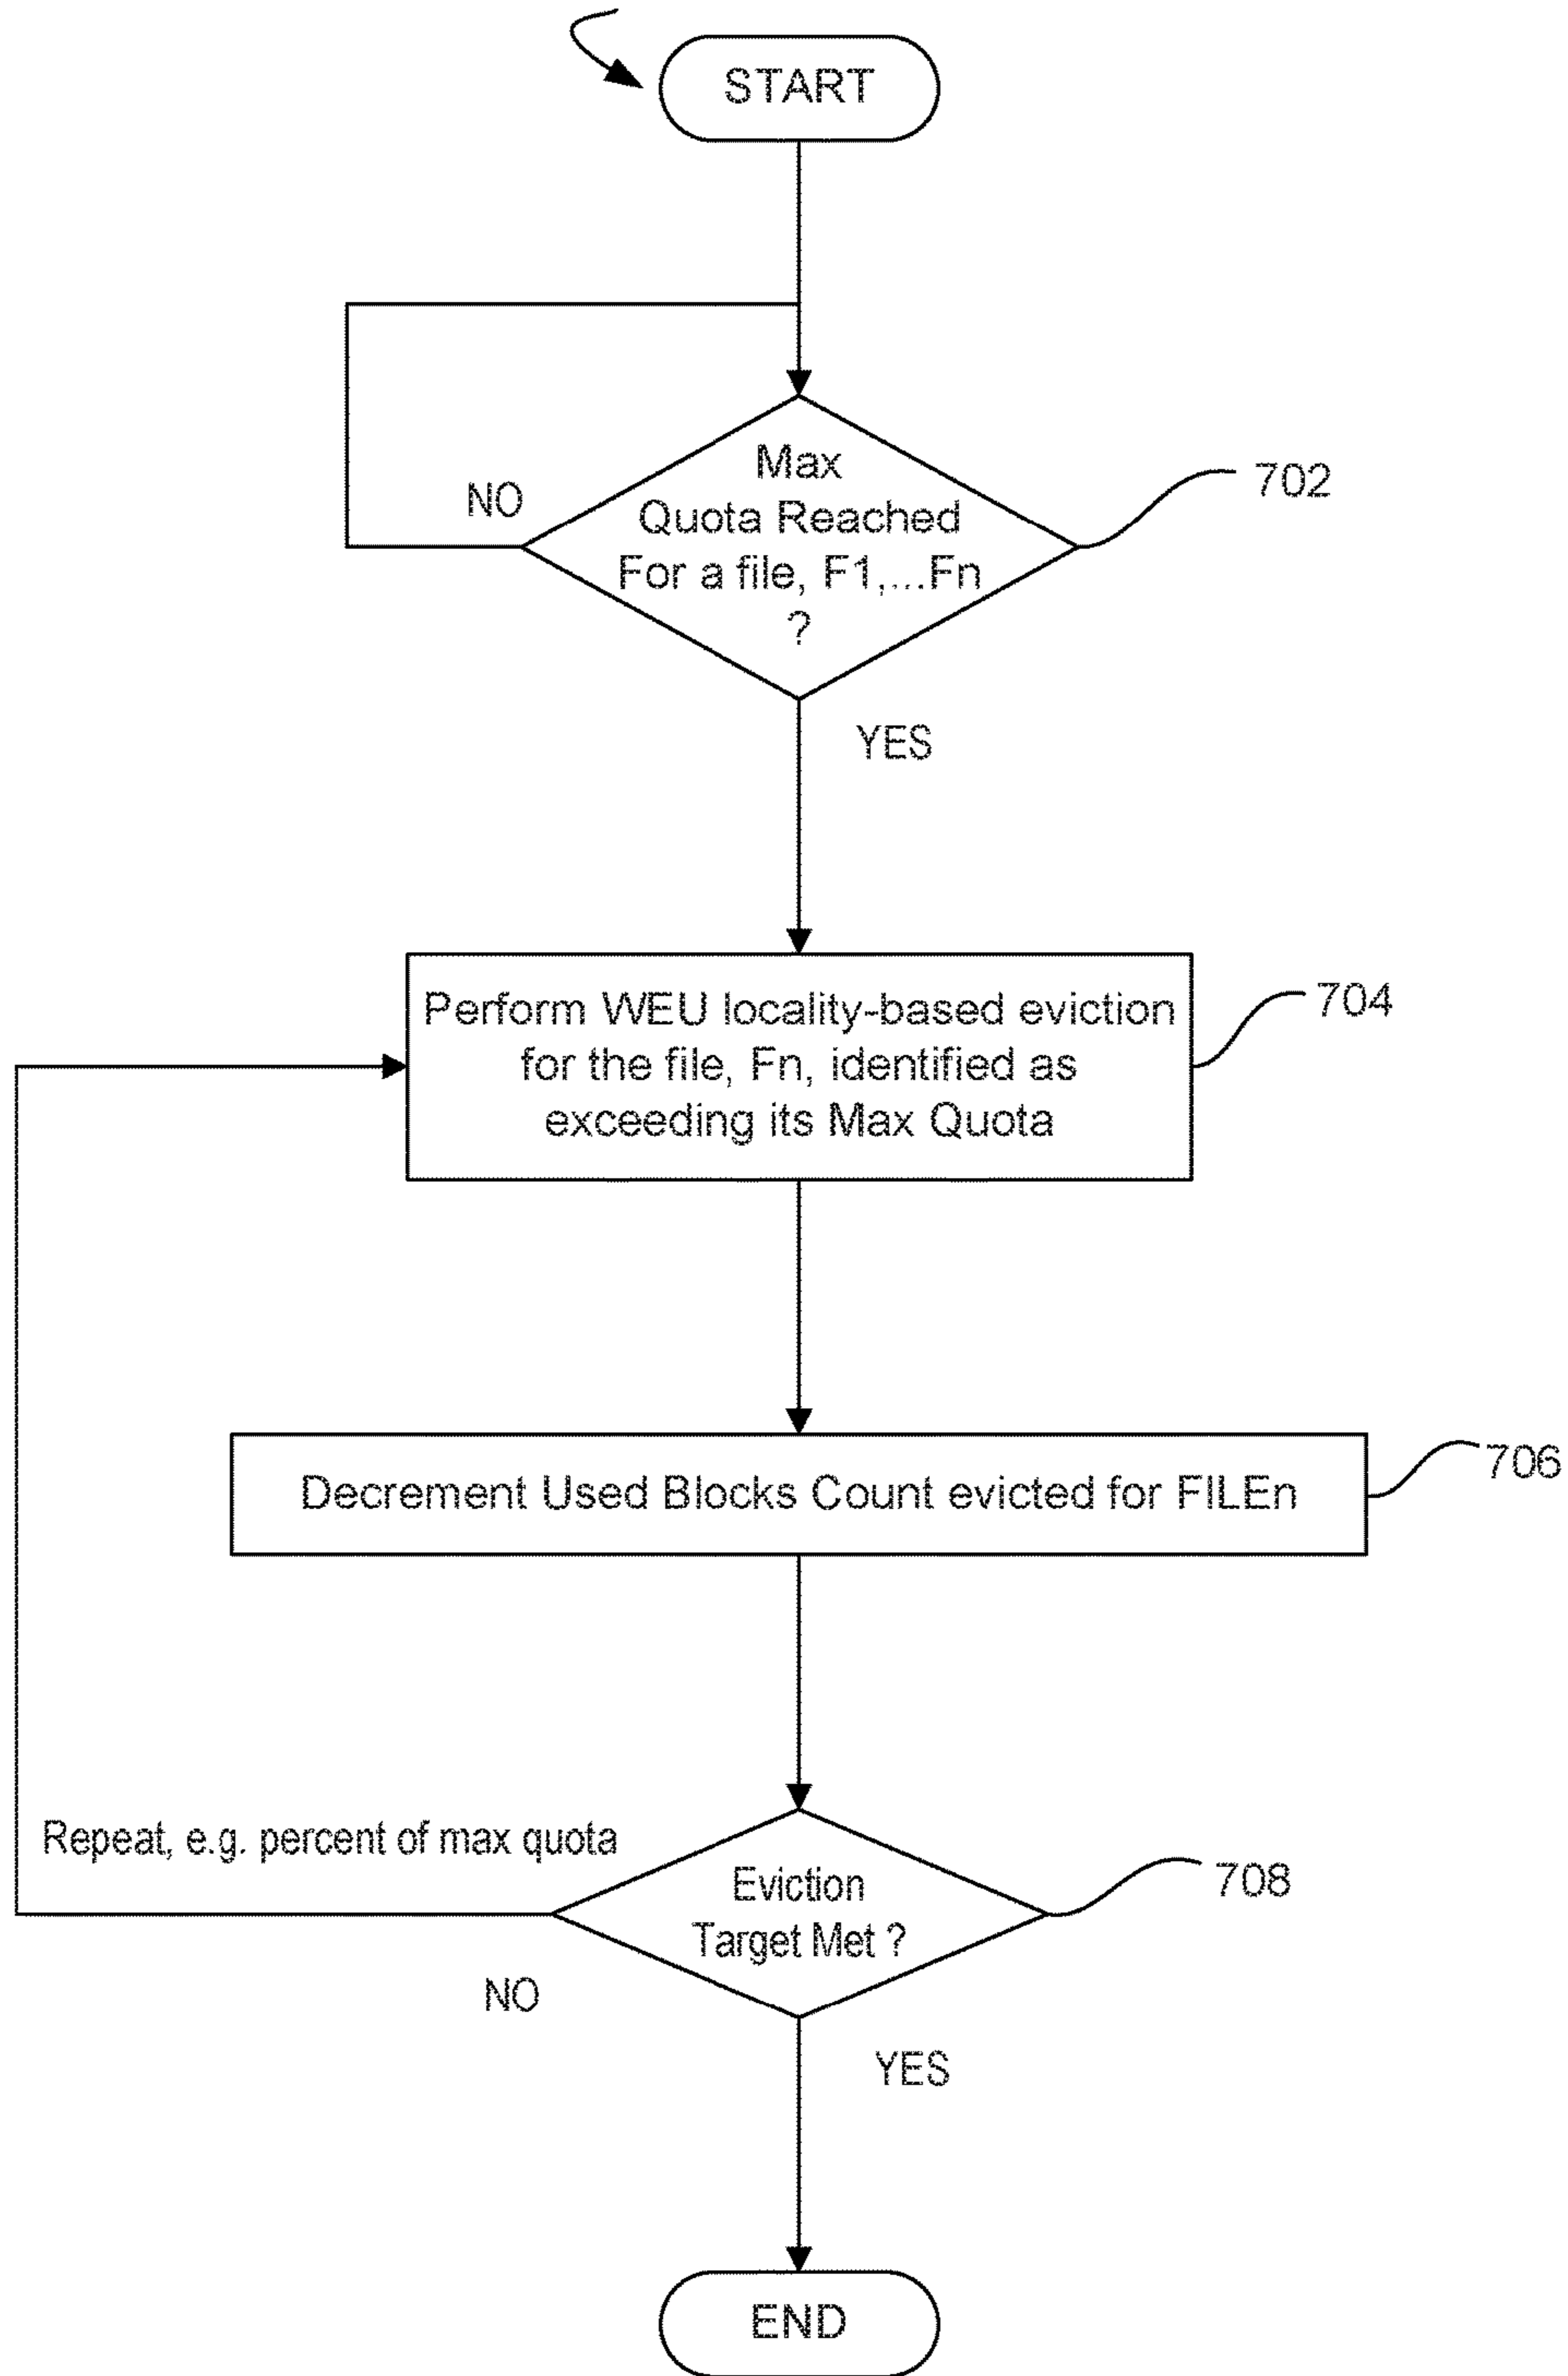 START
Max
Quota Reached
For a file, F1,...Fn
?
NO
702
YES
Perform WEU locality-based eviction
for the file, Fn, identified as
exceeding its Max Quota
704
Decrement Used Blocks Count evicted for FILEn
706
Repeat, e.g. percent of max quota
Eviction
Target Met ?
708
NO
YES
END